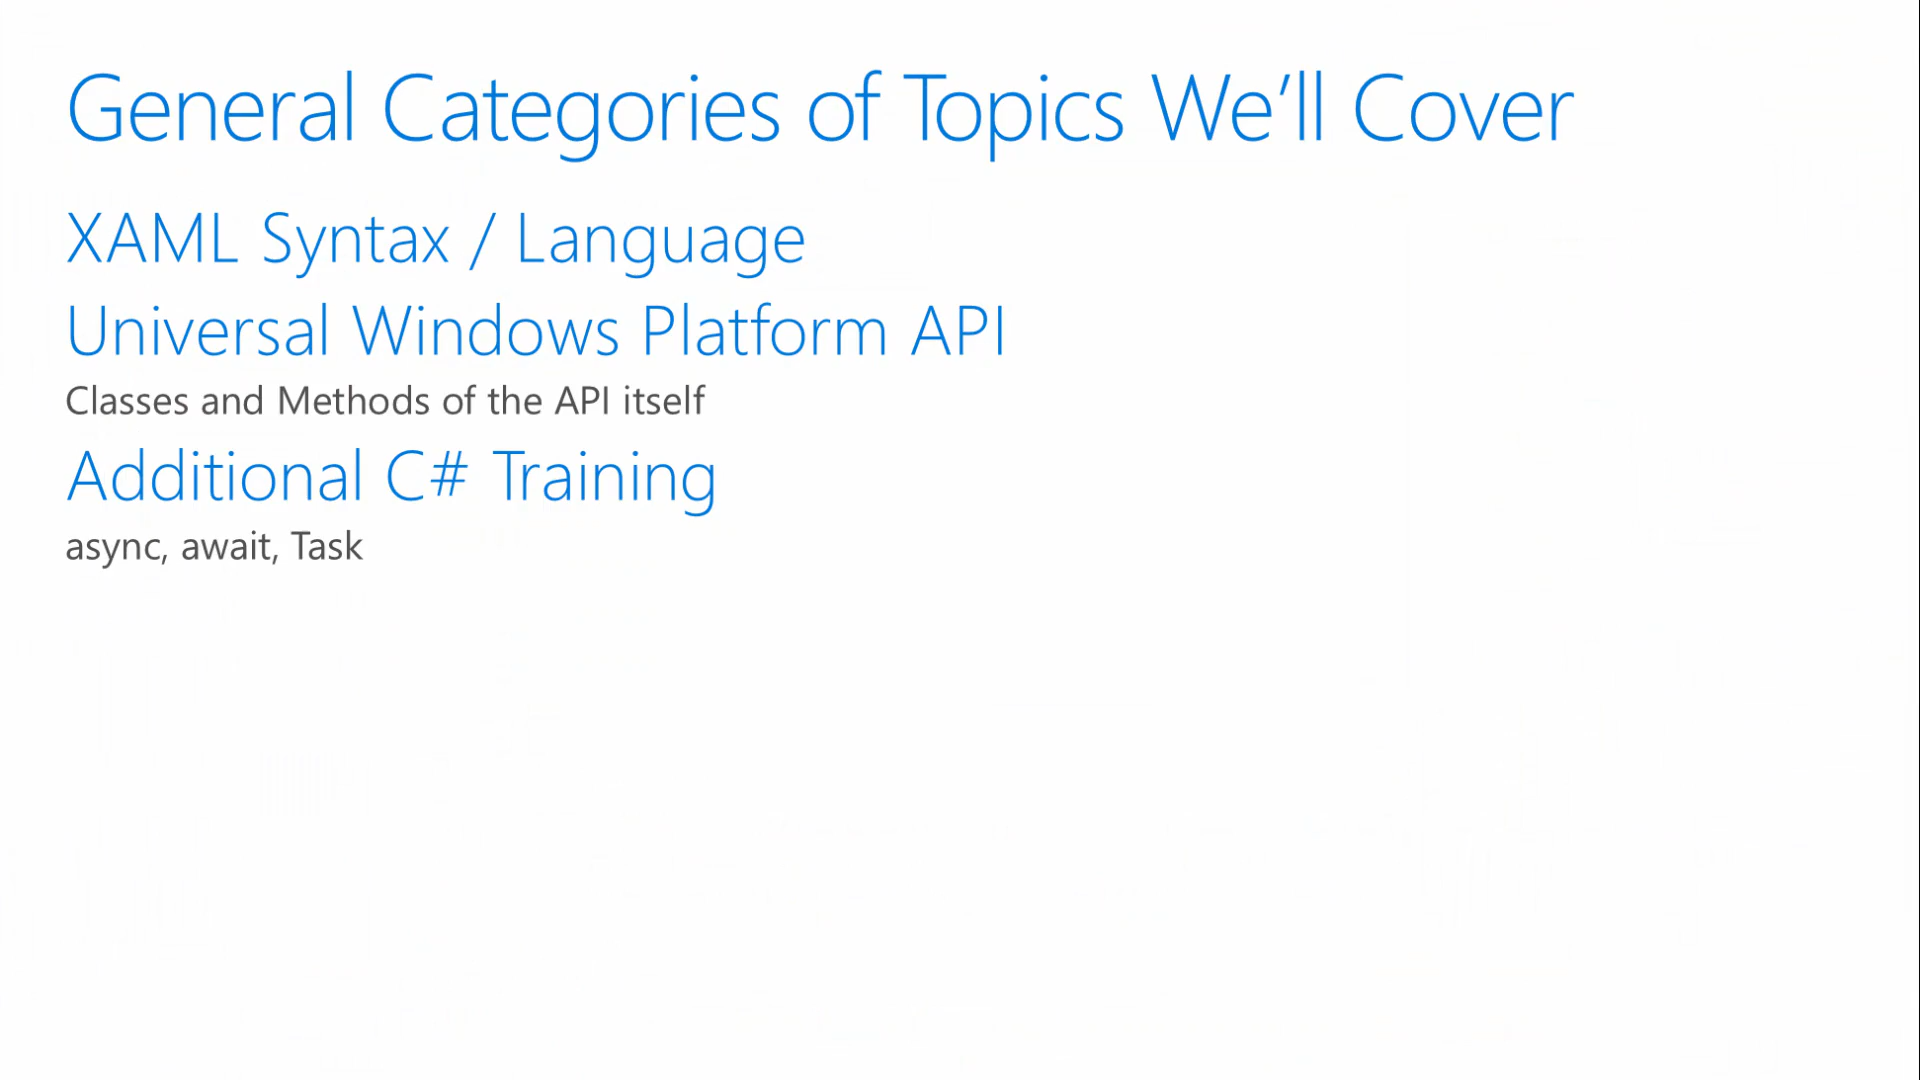 General Categories of Topics We’ll Cover
XAML Syntax / Language
Universal Windows Platform API
Classes and Methods of the API itself
Additional C# Training
async, await, Task